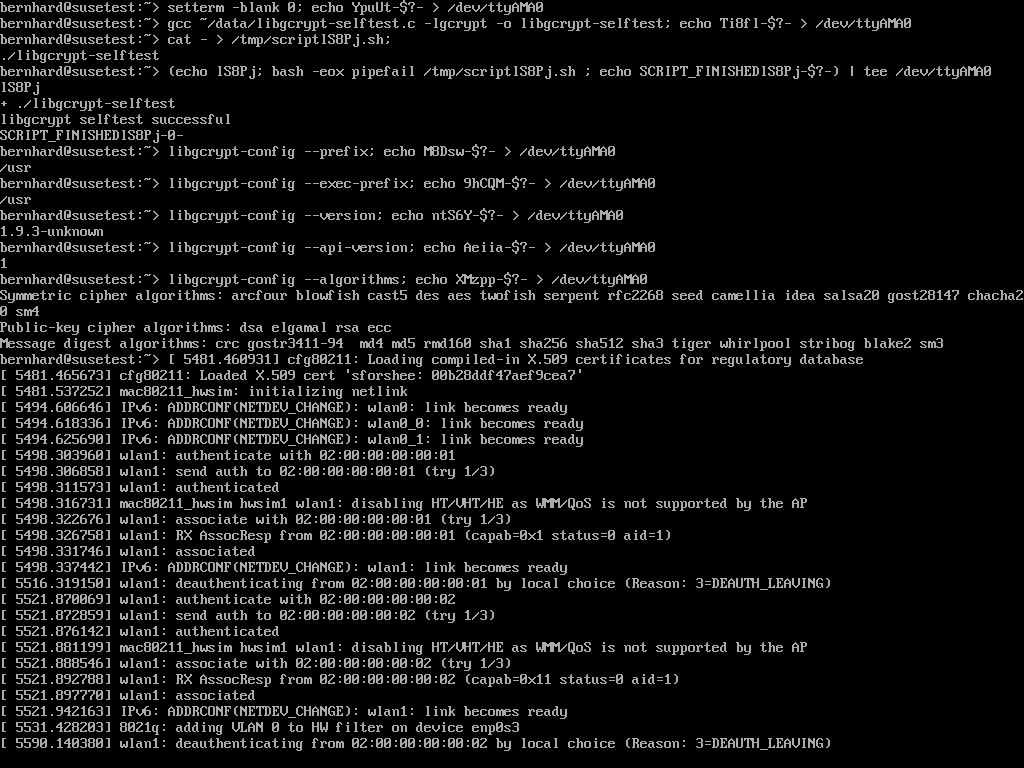 bernhard@susetest:~> setterm -blank 0; echo YpuUt-$?- > /dev/ttyAMA0
bernhard@susetest:~> gcc ~/data/libgcrypt-selftest.c -lgcrypt -o libgcrypt-selftest; echo Ti8fl-$?- > /dev/ttyAMA0
bernhard@susetest:~> cat - > /tmp/scriptlS8Pj.sh;
./libgcrypt-selftest
bernhard@susetest:~> (echo lS8Pj; bash -eox pipefail /tmp/scriptlS8Pj.sh ; echo SCRIPT_FINISHEDlS8Pj-$?-) | tee /dev/ttyAMA0
lS8Pj
+ ./libgcrypt-selftest
libgcrypt selftest successful
SCRIPT_FINISHEDlS8Pj-0-
bernhard@susetest:~> libgcrypt-config --prefix; echo M8Dsw-$?- > /dev/ttyAMA0
/usr
bernhard@susetest:~> libgcrypt-config --exec-prefix; echo 9hCQM-$?- > /dev/ttyAMA0
/usr
bernhard@susetest:~> libgcrypt-config --version; echo ntS6Y-$?- > /dev/ttyAMA0
1.9.3-unknown
bernhard@susetest:~> libgcrypt-config --api-version; echo Aeiia-$?- > /dev/ttyAMA0
1
bernhard@susetest:~> libgcrypt-config --algorithms; echo XMzpp-$?- > /dev/ttyAMA0
Symmetric cipher algorithms: arcfour blowfish cast5 des aes twofish serpent rfc2268 seed camellia idea salsa20 gost28147 chacha2
0 sm4
Public-key cipher algorithms: dsa elgamal rsa ecc
Message digest algorithms: crc gostr3411-94  md4 md5 rmd160 sha1 sha256 sha512 sha3 tiger whirlpool stribog blake2 sm3
bernhard@susetest:~> [ 5481.460931] cfg80211: Loading compiled-in X.509 certificates for regulatory database
[ 5481.465673] cfg80211: Loaded X.509 cert 'sforshee: 00b28ddf47aef9cea7'
[ 5481.537252] mac80211_hwsim: initializing netlink
[ 5494.606646] IPv6: ADDRCONF(NETDEV_CHANGE): wlan0: link becomes ready
[ 5494.618336] IPv6: ADDRCONF(NETDEV_CHANGE): wlan0_0: link becomes ready
[ 5494.625690] IPv6: ADDRCONF(NETDEV_CHANGE): wlan0_1: link becomes ready
[ 5498.303960] wlan1: authenticate with 02:00:00:00:00:01
[ 5498.306858] wlan1: send auth to 02:00:00:00:00:01 (try 1/3)
[ 5498.311573] wlan1: authenticated
[ 5498.316731] mac80211_hwsim hwsim1 wlan1: disabling HT/VHT/HE as WMM/QoS is not supported by the AP
[ 5498.322676] wlan1: associate with 02:00:00:00:00:01 (try 1/3)
[ 5498.326758] wlan1: RX AssocResp from 02:00:00:00:00:01 (capab=0x1 status=0 aid=1)
[ 5498.331746] wlan1: associated
[ 5498.337442] IPv6: ADDRCONF(NETDEV_CHANGE): wlan1: link becomes ready
[ 5516.319150] wlan1: deauthenticating from 02:00:00:00:00:01 by local choice (Reason: 3=DEAUTH_LEAVING)
[ 5521.870069] wlan1: authenticate with 02:00:00:00:00:02
[ 5521.872859] wlan1: send auth to 02:00:00:00:00:02 (try 1/3)
[ 5521.876142] wlan1: authenticated
[ 5521.881199] mac80211_hwsim hwsim1 wlan1: disabling HT/VHT/HE as WMM/QoS is not supported by the AP
[ 5521.888546] wlan1: associate with 02:00:00:00:00:02 (try 1/3)
[ 5521.892788] wlan1: RX AssocResp from 02:00:00:00:00:02 (capab=0x11 status=0 aid=1)
[ 5521.897770] wlan1: associated
[ 5521.942163] IPv6: ADDRCONF(NETDEV_CHANGE): wlan1: link becomes ready
[ 5531.428203] 8021q: adding VLAN 0 to HW filter on device enp0s3
[ 5590.140380] wlan1: deauthenticating from 02:00:00:00:00:02 by local choice (Reason: 3=DEAUTH_LEAVING)